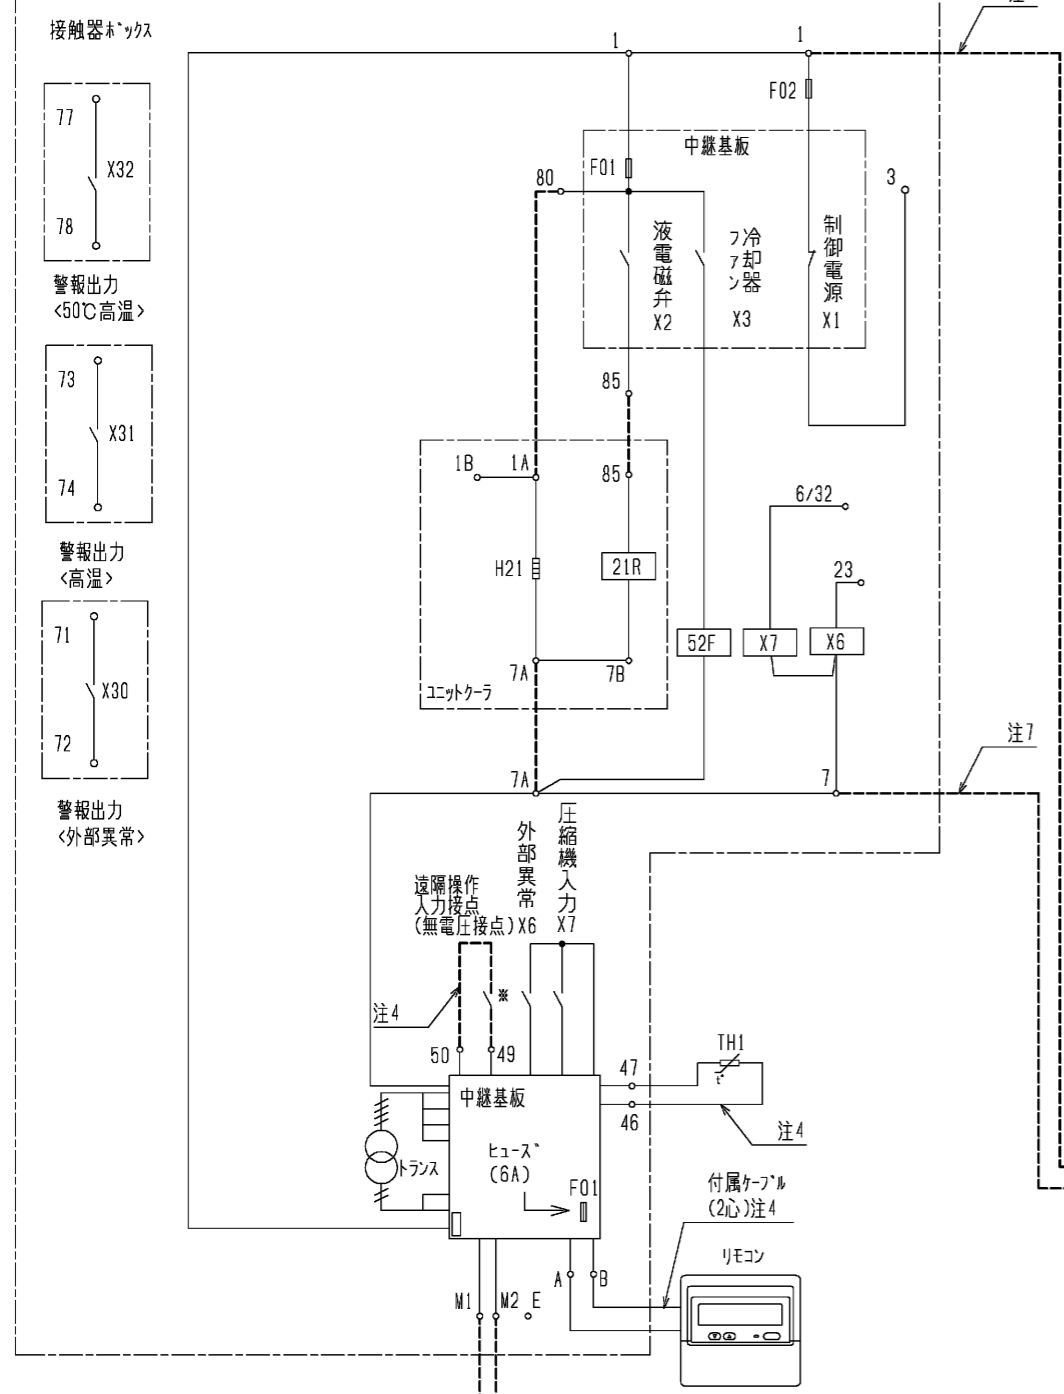 接触器ボックス
77
X32
78
警報出力
<50℃高温>
73
X31
74
警報出力
<高温>
71
X30
72
警報出力
<外部異常>
1
1
F02
中継基板
F01
80
3
液電磁弁
X2
冷却器
ファン
X3
制御電源
X1
85
1B
1A
85
H21
21R
7A
7B
ユニットクーラ
6/32
23
52F
X7
X6
7A
7
注7
遠隔操作
入力接点
(無電圧接点)
外部異常
X6
圧縮機入力
X7
※
注4
50
49
中継基板
ヒューズ
(6A)
F01
トランス
47
46
TH1
t°
注4
付属ケーブル
(2心)注4
リモコン
A
B
M1
M2
E